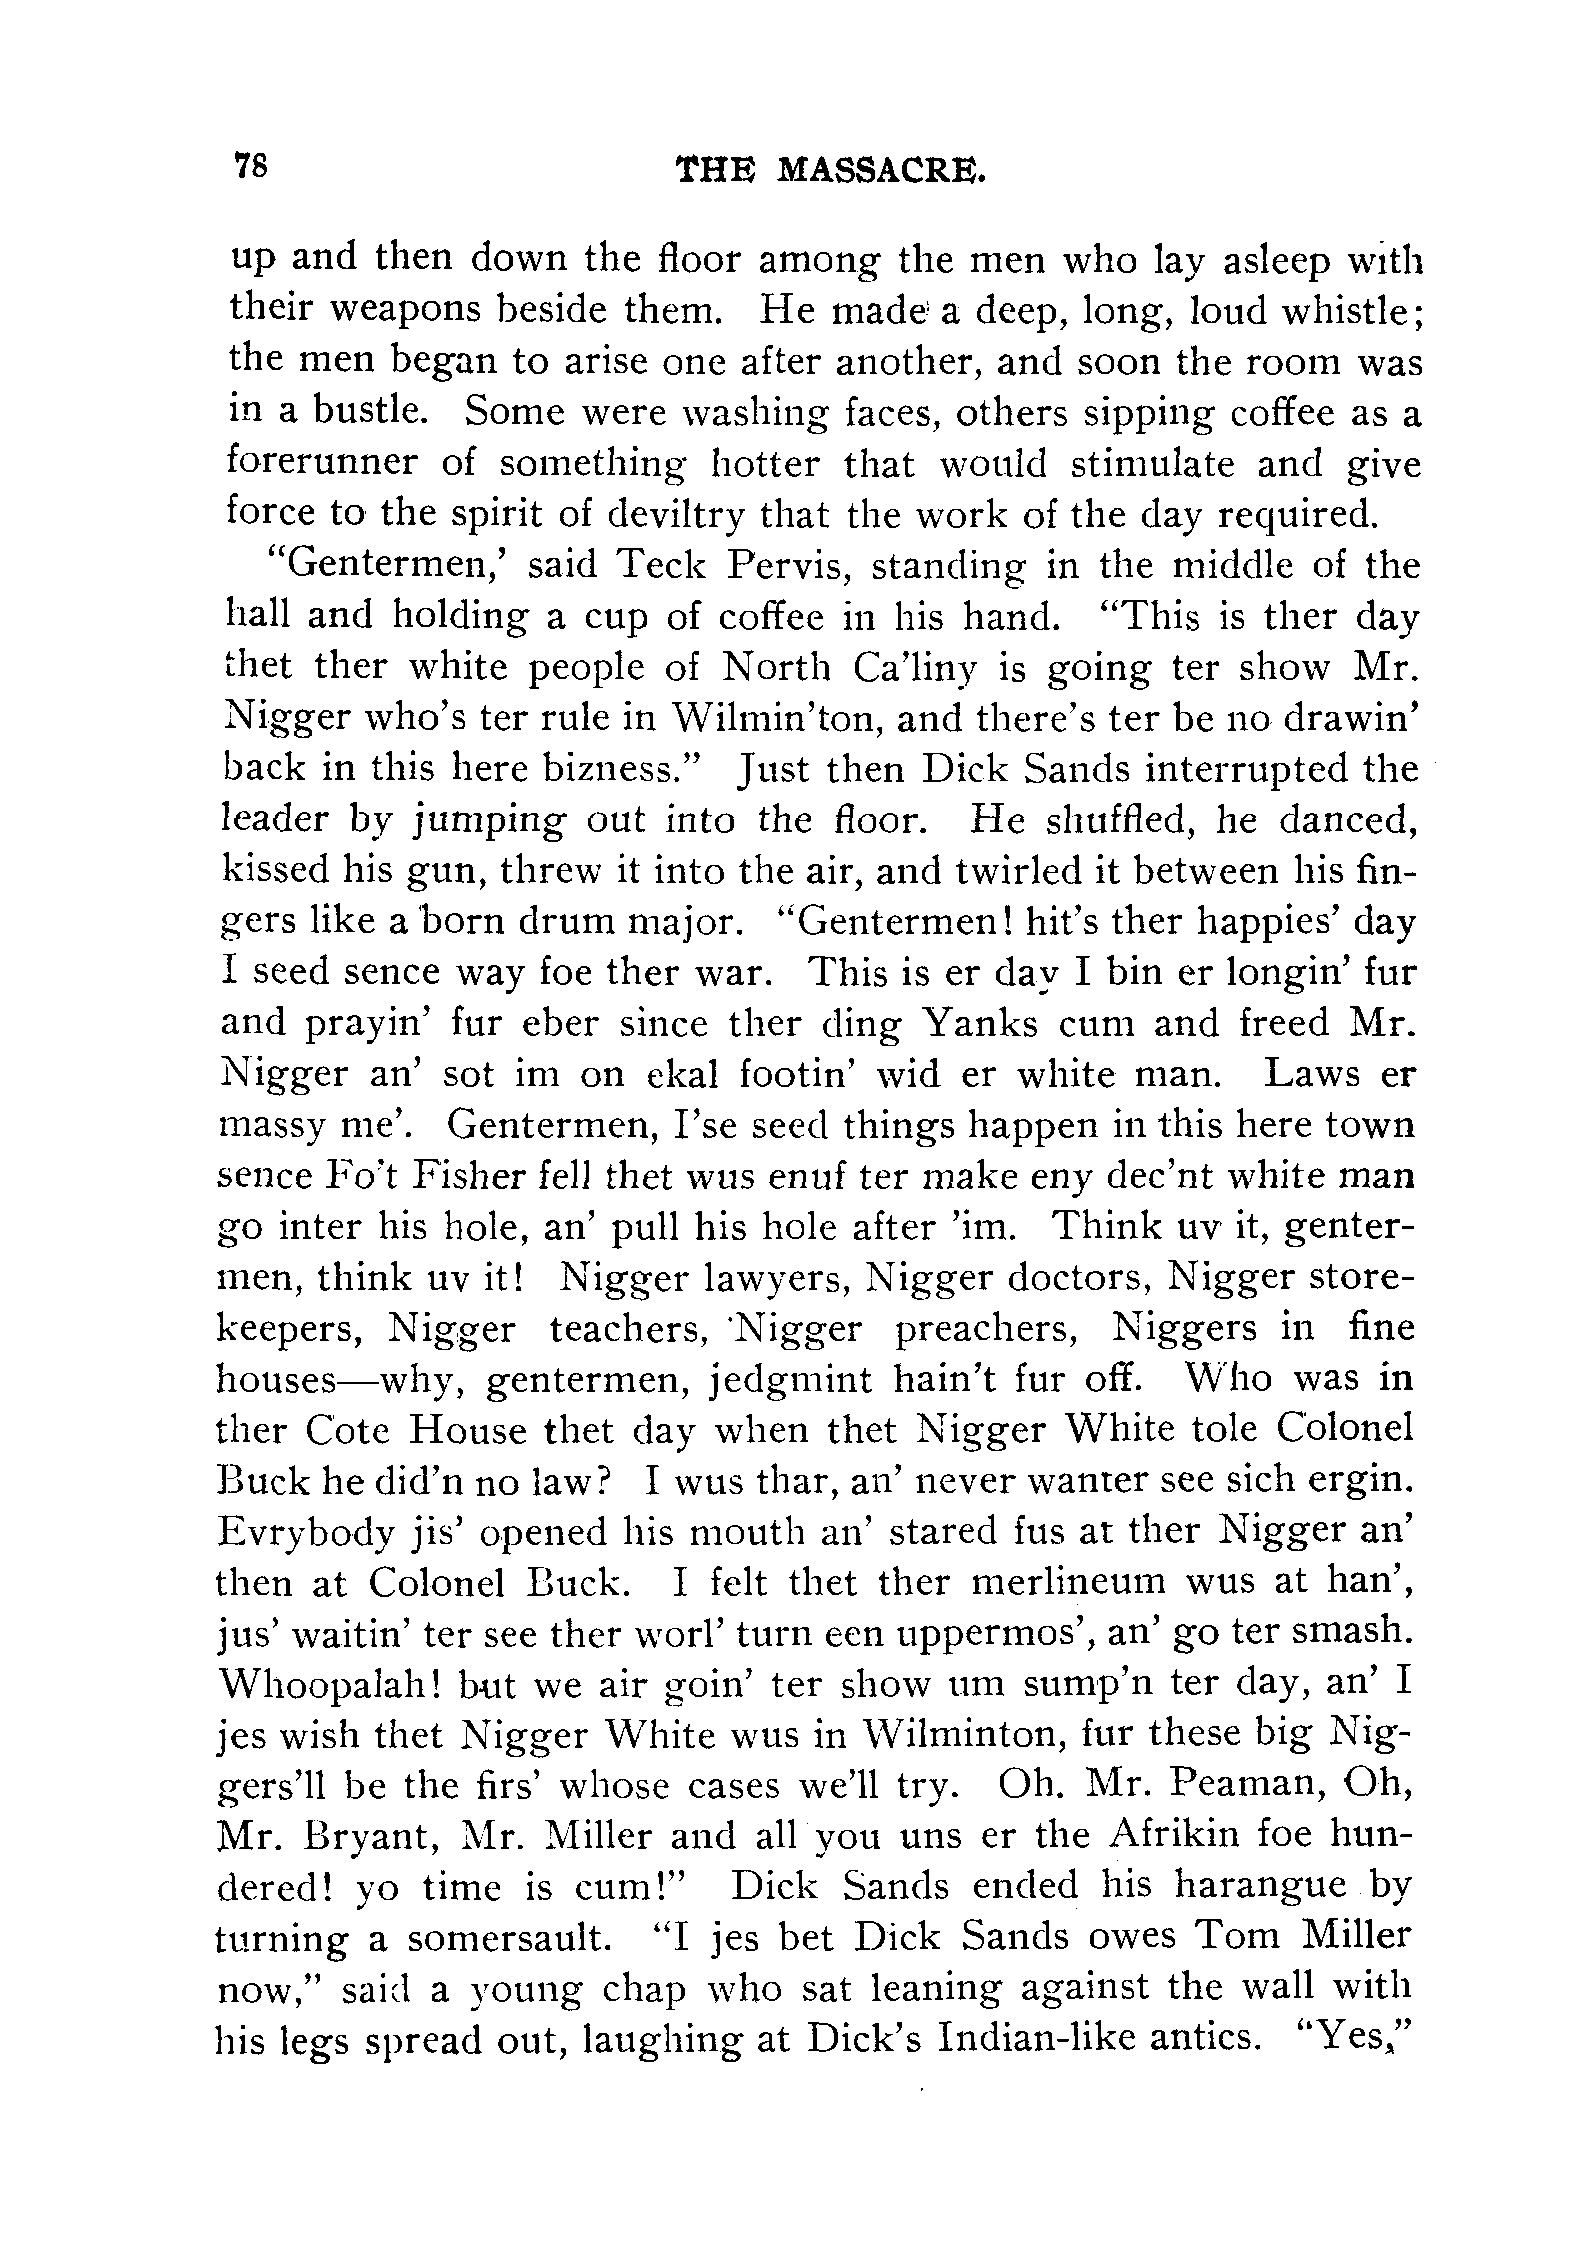 78 THE MASSACRE.
up and then down the floor among the men who lay asleep with
their weapons beside them. He made a deep, long, loud whistle;
the men began to arise one after another, and soon the room was
in a bustle. Some were washing faces, others sipping coffee as a
forerunner of something hotter that would stimulate and give
force to the spirit of deviltry that the work of the day required.
“Gentermen,’ said Teck Pervis, standing in the middle of the
hall and holding a cup of coffee in his hand. “This is ther day
thet ther white people of North Ca’liny is going ter show Mr.
Nigger who’s ter rule in Wilmin’ton, and there’s ter be no drawin’
back in this here bizness.” Just then Dick Sands interrupted the
leader by jumping out into the floor. He shuffled, he danced,
kissed his gun, threw it into the air, and twirled it between his fin-
gers like a born drum major. “Gentermen! hit’s ther happies’ day
I seed sence way foe ther war. This is er day I bin er longin’ fur
and prayin’ fur eber since ther ding Yanks cum and freed Mr.
Nigger an’ sot im on ekal footin’ wid er white man. Laws er
massy me’. Gentermen, I’se seed things happen in this here town
sence Fo’t Fisher fell thet wus enuf ter make eny dec’nt white man
go inter his hole, an’ pull his hole after ’im. Think uv it, genter-
men, think uv it! Nigger lawyers, Nigger doctors, Nigger store-
keepers, Nigger teachers, Nigger preachers, Niggers in fine
houses—why, gentermen, jedgmint hain’t fur off. Who was in
ther Cote House thet day when thet Nigger White tole Colonel
Buck he did’n no law? I wus thar, an’ never wanter see sich ergin.
Evrybody jis’ opened his mouth an’ stared fus at ther Nigger an’
then at Colonel Buck. I felt thet ther merlineum wus at han’,
jus’ waitin’ ter see ther worl’ turn een uppermos’, an’ go ter smash.
Whoopalah! but we air goin’ ter show um sump’n ter day, an’ I
jes wish thet Nigger White wus in Wilminton, fur these big Nig-
gers’ll be the firs’ whose cases we’ll try. Oh. Mr. Peaman, Oh,
Mr. Bryant, Mr. Miller and all you uns er the Afrikin foe hun-
dered! yo time is cum!” Dick Sands ended his harangue by
turning a somersault. “I jes bet Dick Sands owes Tom Miller
now,” said a young chap who sat leaning against the wall with
his legs spread out, laughing at Dick’s Indian-like antics. “Yes,”